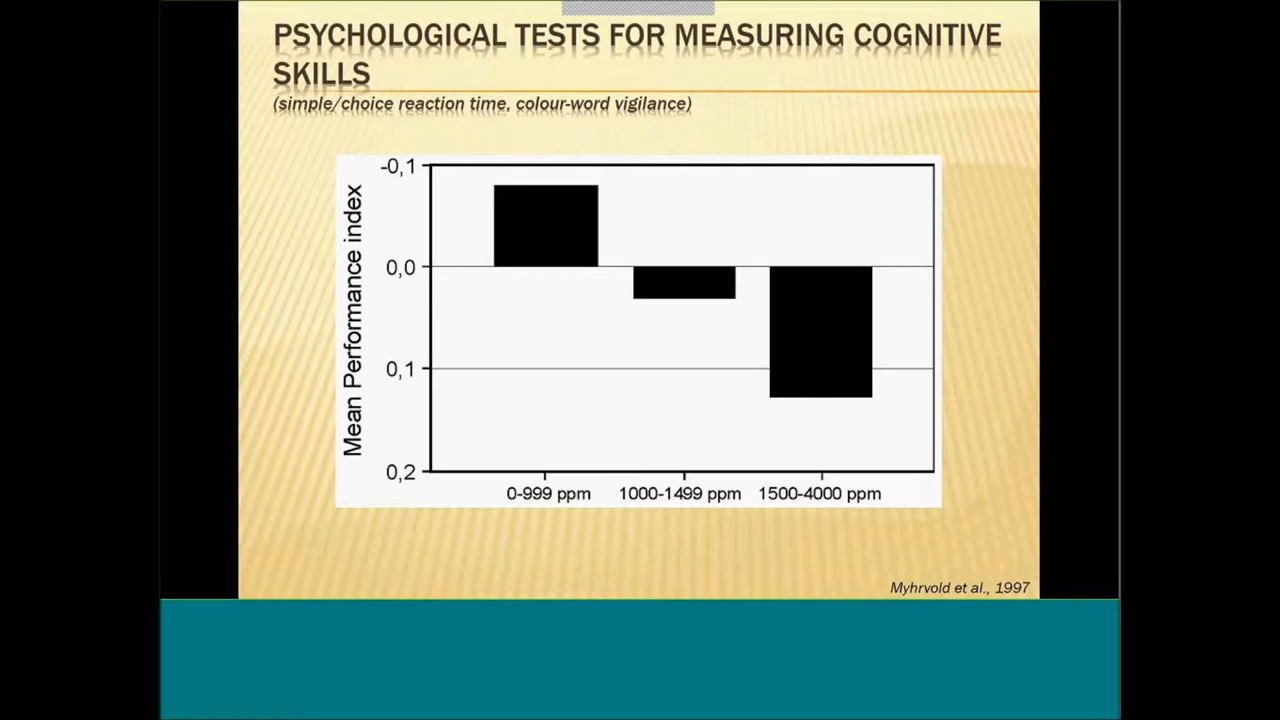 PSYCHOLOGICAL TESTS FOR MEASURING COGNITIVE
SKILLS
(simple/choice reaction time, colour-word vigilance)
Mean Performance index
-0,1
0,0
0,1
0,2
0-999 ppm
1000-1499 ppm
1500-4000 ppm
Myhrvold et al., 1997